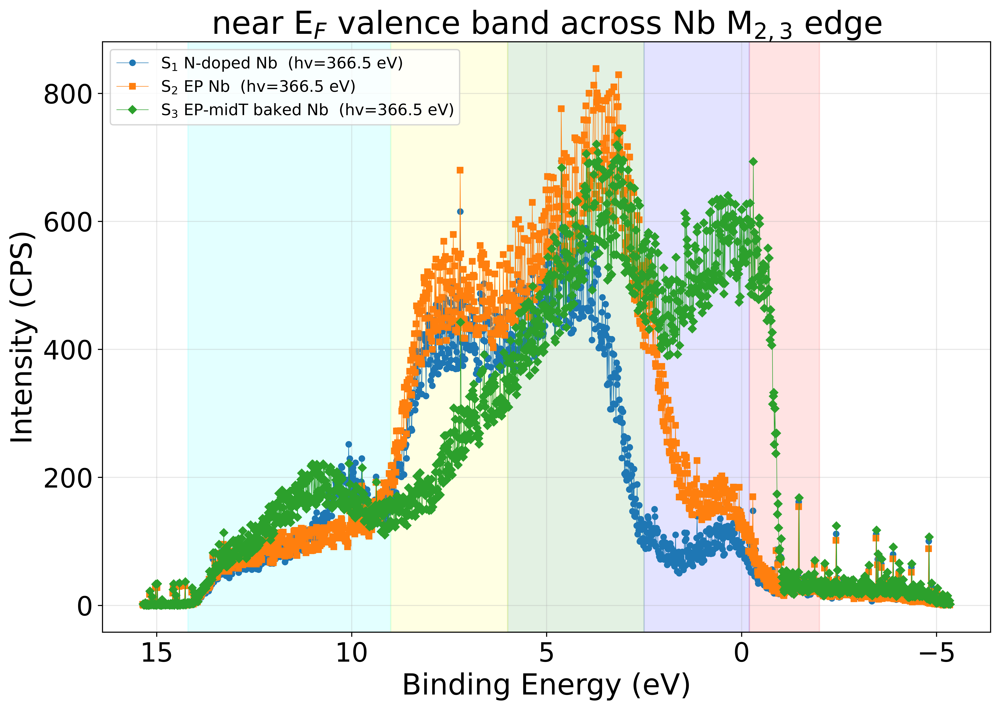 near E_F valence band across Nb M_2,3 edge
S₁ N-doped Nb (hv=366.5 eV)
S₂ EP Nb (hv=366.5 eV)
S₃ EP-midT baked Nb (hv=366.5 eV)
Intensity (CPS)
800
600
400
200
0
15 10 5 0 −5
Binding Energy (eV)